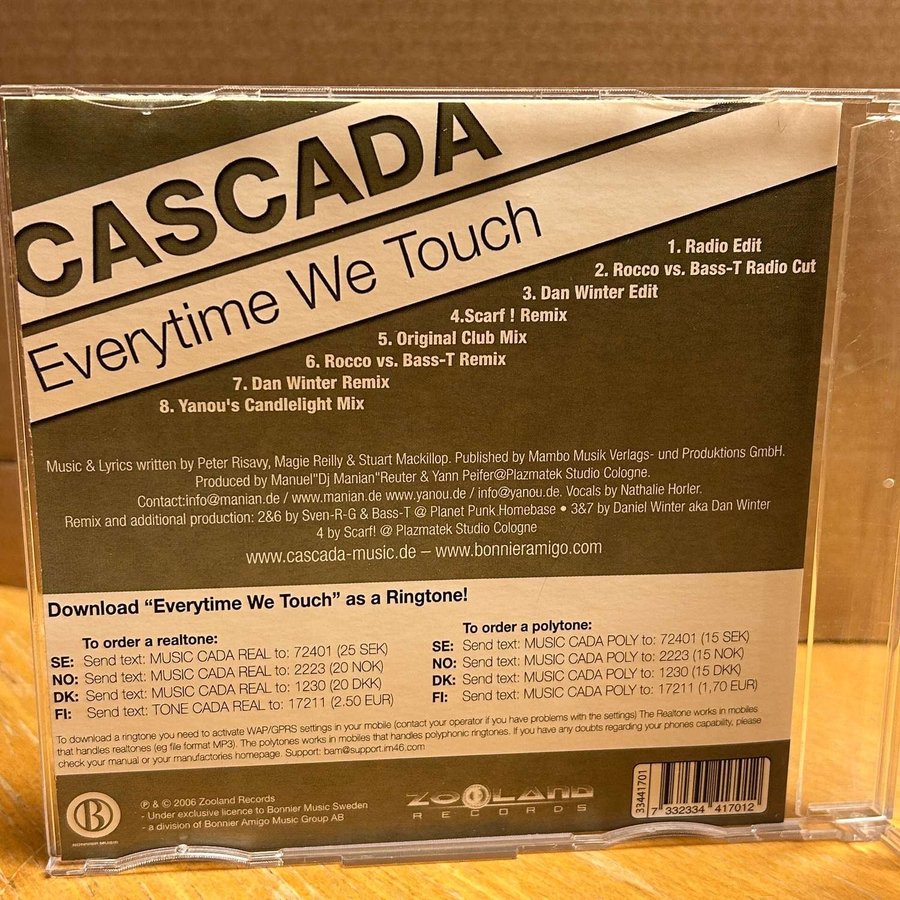 CASCADA
Everytime We Touch
1. Radio Edit
2. Rocco vs. Bass-T Radio Cut
3. Dan Winter Edit
4.Scarf ! Remix
5. Original Club Mix
6. Rocco vs. Bass-T Remix
7. Dan Winter Remix
8. Yanou's Candlelight Mix
Music & Lyrics written by Peter Risavy, Magie Reilly & Stuart Mackillop. Published by Mambo Musik Verlags- und Produktions GmbH.
Produced by Manuel"Dj Manian"Reuter & Yann Peifer@Plazmatek Studio Cologne.
Contact:info@manian.de / www.manian.de www.yanou.de / info@yanou.de. Vocals by Nathalie Horler.
Remix and additional production: 2&6 by Sven-R-G & Bass-T @ Planet Punk Homebase • 3&7 by Daniel Winter aka Dan Winter
4 by Scarf! @ Plazmatek Studio Cologne
www.cascada-music.de – www.bonnieramigo.com
Download “Everytime We Touch” as a Ringtone!
To order a realtone:
SE: Send text: MUSIC CADA REAL to: 72401 (25 SEK)
NO: Send text: MUSIC CADA REAL to: 2223 (20 NOK)
DK: Send text: MUSIC CADA REAL to: 1230 (20 DKK)
FI: Send text: TONE CADA REAL to: 17211 (2.50 EUR)
To order a polytone:
SE: Send text: MUSIC CADA POLY to: 72401 (15 SEK)
NO: Send text: MUSIC CADA POLY to: 2223 (15 NOK)
DK: Send text: MUSIC CADA POLY to: 1230 (15 DKK)
FI: Send text: MUSIC CADA POLY to: 17211 (1,70 EUR)
To download a ringtone you need to activate WAP/GPRS settings in your mobile (contact your operator if you have problems with the settings) The Realtone works in mobiles
that handles realtones (eg file format MP3). The polytones works in mobiles that handles polyphonic ringtones. If you have any doubts regarding your phones capability, please
check your manual or your manufactories homepage. Support: bam@support.im46.com
B
BONNIER MUSIC
℗ & © 2006 Zooland Records
- Under exclusive licence to Bonnier Music Sweden
- a division of Bonnier Amigo Music Group AB
ZOOLAND
RECORDS
33441701
7 332334 417012